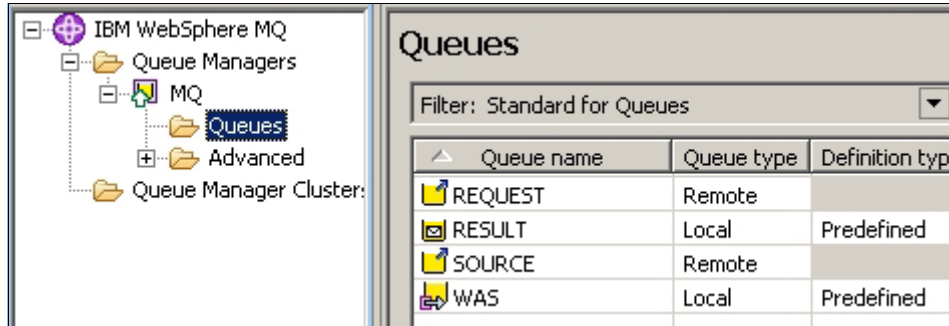 IBM WebSphere MQ
Queue Managers
MQ
Queues
Advanced
Queue Manager Cluster
Queues
Filter: Standard for Queues
Queue name Queue type Definition typ
REQUEST Remote
RESULT Local Predefined
SOURCE Remote
WAS Local Predefined